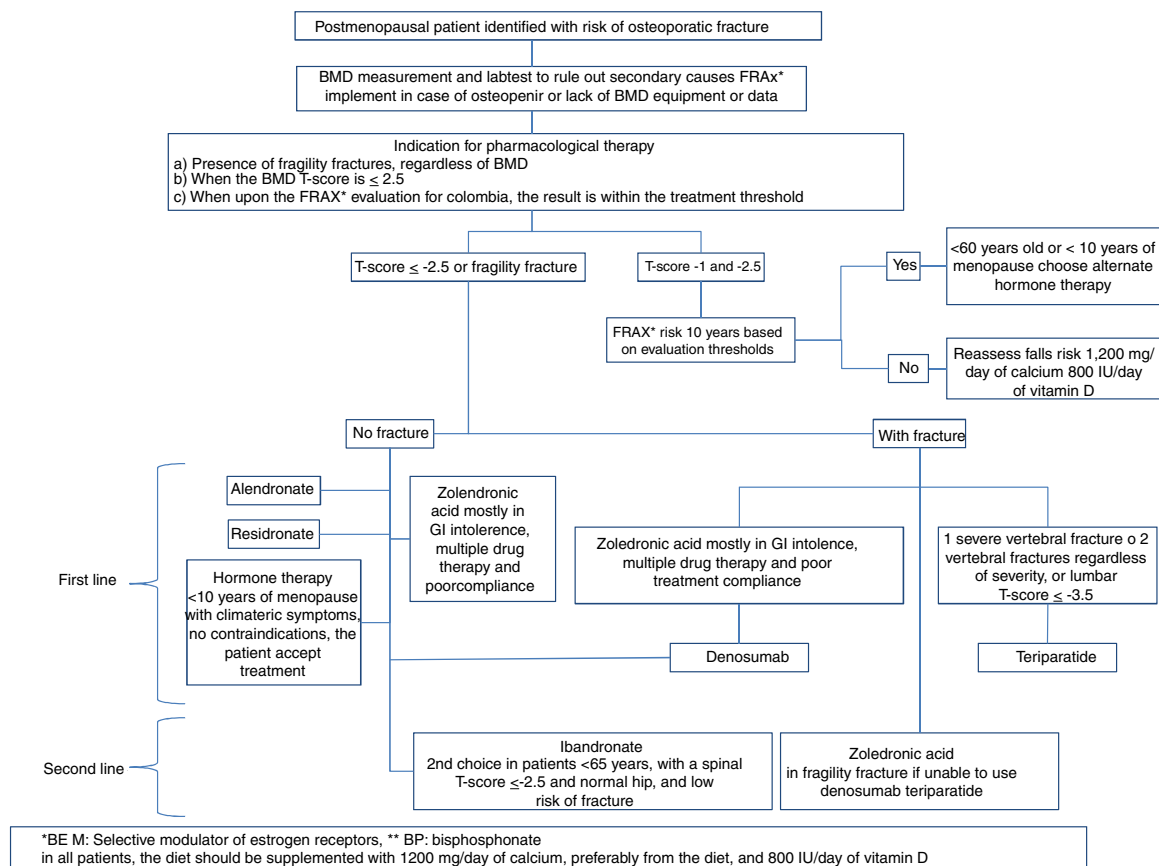 Postmenopausal patient identified with risk of osteoporatic fracture
BMD measurement and labtest to rule out secondary causes FRAx*
implement in case of osteopenir or lack of BMD equipment or data
Indication for pharmacological therapy
a) Presence of fragility fractures, regardless of BMD
b) When the BMD T-score is ≤ 2.5
c) When upon the FRAX* evaluation for colombia, the result is within the treatment threshold
T-score ≤ -2.5 or fragility fracture
T-score -1 and -2.5
FRAX* risk 10 years based
on evaluation thresholds
Yes
<60 years old or < 10 years of
menopause choose alternate
hormone therapy
No
Reassess falls risk 1,200 mg/
day of calcium 800 IU/day
of vitamin D
No fracture
With fracture
First line
Alendronate
Residronate
Hormone therapy
<10 years of menopause
with climateric symptoms,
no contraindications, the
patient accept
treatment
Zolendronic
acid mostly in
GI intolerence,
multiple drug
therapy and
poorcompliance
Zoledronic acid mostly in GI intolence,
multiple drug therapy and poor
treatment compliance
Denosumab
1 severe vertebral fracture o 2
vertebral fractures regardless
of severity, or lumbar
T-score ≤ -3.5
Teriparatide
Second line
Ibandronate
2nd choice in patients <65 years, with a spinal
T-score ≤-2.5 and normal hip, and low
risk of fracture
Zoledronic acid
in fragility fracture if unable to use
denosumab teriparatide
*BE M: Selective modulator of estrogen receptors, ** BP: bisphosphonate
in all patients, the diet should be supplemented with 1200 mg/day of calcium, preferably from the diet, and 800 IU/day of vitamin D